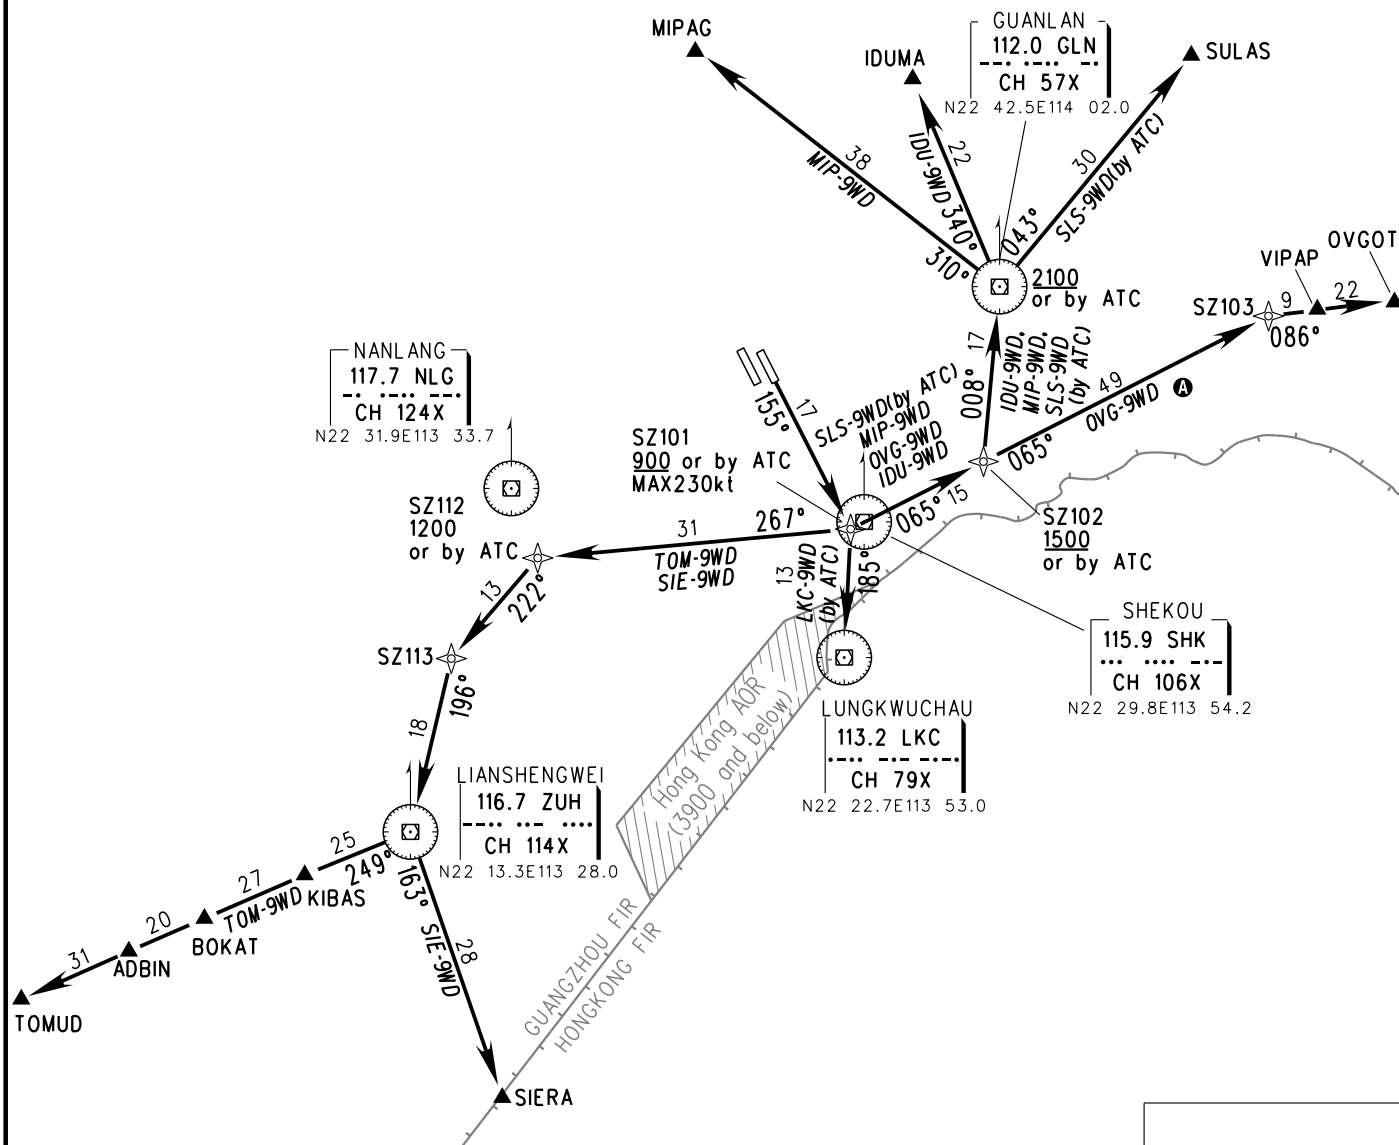 MIPAG
IDUMA
GUANLAN
112.0 GLN
CH 57X
N22 42.5E114 02.0
SULAS
38
MIP-9WD
310°
22
IDU-9WD
340°
30
SLS-9WD(by ATC)
043°
2100
or by ATC
VIPAP
OVGOT
SZ103
9
22
086°
NANLANG
117.7 NLG
CH 124X
N22 31.9E113 33.7
17
155°
SLS-9WD(by ATC)
MIP-9WD
OVG-9WD
IDU-9WD
17
008°
IDU-9WD,
MIP-9WD,
SLS-9WD
(by ATC)
49
OVG-9WD A
065°
SZ101
900 or by ATC
MAX230kt
065°
15
SZ102
1500
or by ATC
SZ112
1200
or by ATC
31
267°
TOM-9WD
SIE-9WD
13
LKC-9WD
(by ATC)
185°
13
222°
SZ113
SHEKOU
115.9 SHK
CH 106X
N22 29.8E113 54.2
196°
18
Hong Kong AOR
(3900 and below)
LUNGKWUCHAU
113.2 LKC
CH 79X
N22 22.7E113 53.0
LIANSHENGWEI
116.7 ZUH
CH 114X
N22 13.3E113 28.0
25
249°
163°
27
TOM-9WD
KIBAS
20
BOKAT
28
SIE-9WD
31
ADBIN
TOMUD
GUANGZHOU FIR
HONGKONG FIR
SIERA